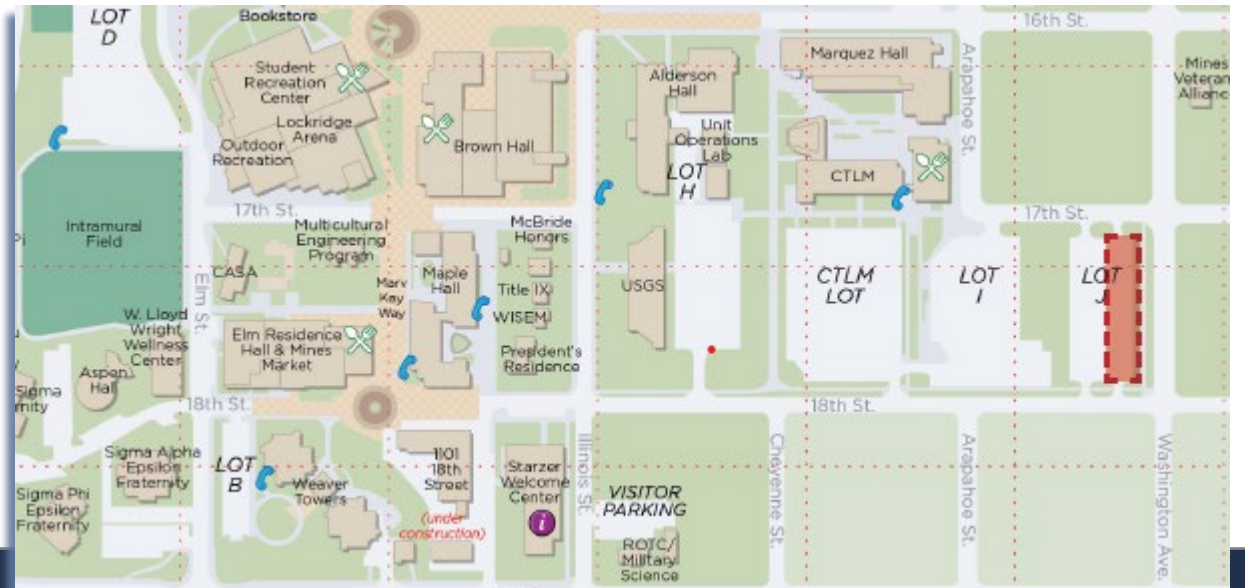 LOT
D
Bookstore
16th St.
Student
Recreation
Center
Lockridge
Arena
Outdoor
Recreation
Brown Hall
Alderson
Hall
Unit
Operations
Lab
LOT
H
Marquez Hall
CTLM
Arapahoe St.
Mines
Veteran
Alliance
17th St.
17th St.
Intramural
Field
Pi
Multicultural
Engineering
Program
CASA
Elm St.
Marv
Kay
Way
Maple
Hall
McBride
Honors
Title IX
WISEM
President's
Residence
USGS
CTLM
LOT
LOT
I
LOT
J
W. Lloyd
Wright
Wellness
Center
Aspen
Hall
Elm Residence
Hall & Mines
Market
Sigma
rnity
18th St.
18th St.
Sigma Alpha
Epsilon
Fraternity
Sigma Phi
Epsilon
Fraternity
LOT
B
Weaver
Towers
1101
18th
Street
(under
construction)
Starzer
Welcome
Center
i
Illinois St.
VISITOR
PARKING
ROTC/
Military
Science
Cheyenne St.
Arapahoe St.
Washington Ave.